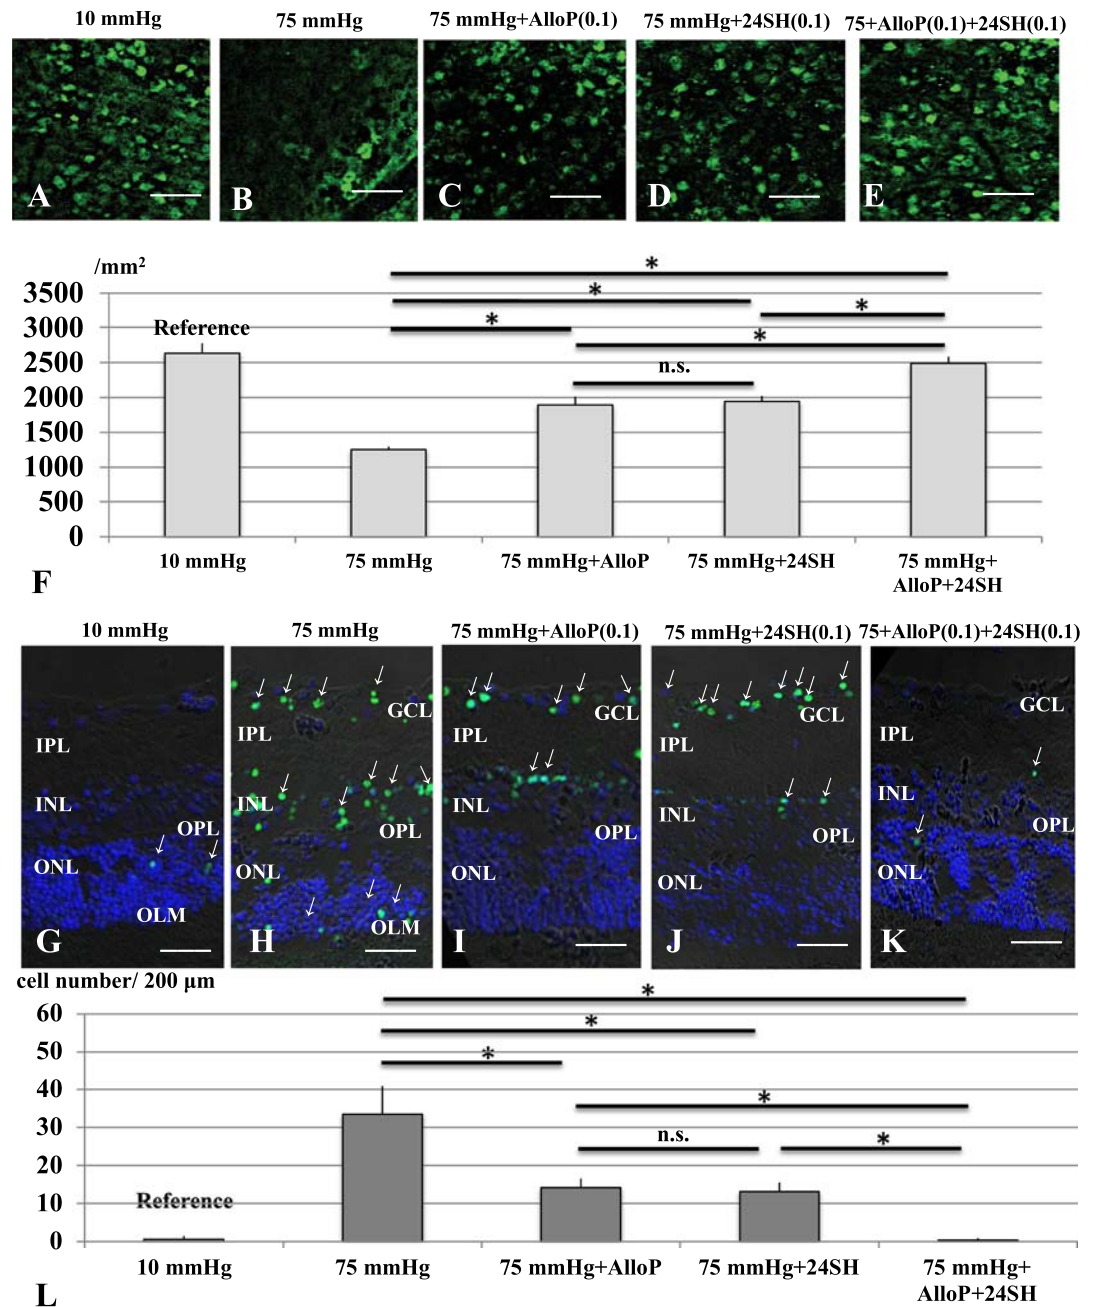 10 mmHg 75 mmHg 75 mmHg+AlloP(0.1) 75 mmHg+24SH(0.1) 75+AlloP(0.1)+24SH(0.1)
A B C D E
/mm2
*
*
*
*
*
n.s.
3500
3000
2500
2000
1500
1000
500
0
Reference
10 mmHg 75 mmHg 75 mmHg+AlloP 75 mmHg+24SH 75 mmHg+
AlloP+24SH
F
10 mmHg 75 mmHg 75 mmHg+AlloP(0.1) 75 mmHg+24SH(0.1) 75+AlloP(0.1)+24SH(0.1)
IPL
INL
OPL
ONL
OLM
G
GCL
IPL
INL
OPL
ONL
OLM
H
GCL
IPL
INL
OPL
ONL
I
GCL
IPL
INL
OPL
ONL
J
GCL
IPL
INL
OPL
ONL
K
cell number/ 200 µm
*
*
*
*
n.s.
*
60
50
40
30
20
10
0
Reference
10 mmHg 75 mmHg 75 mmHg+AlloP 75 mmHg+24SH 75 mmHg+
AlloP+24SH
L